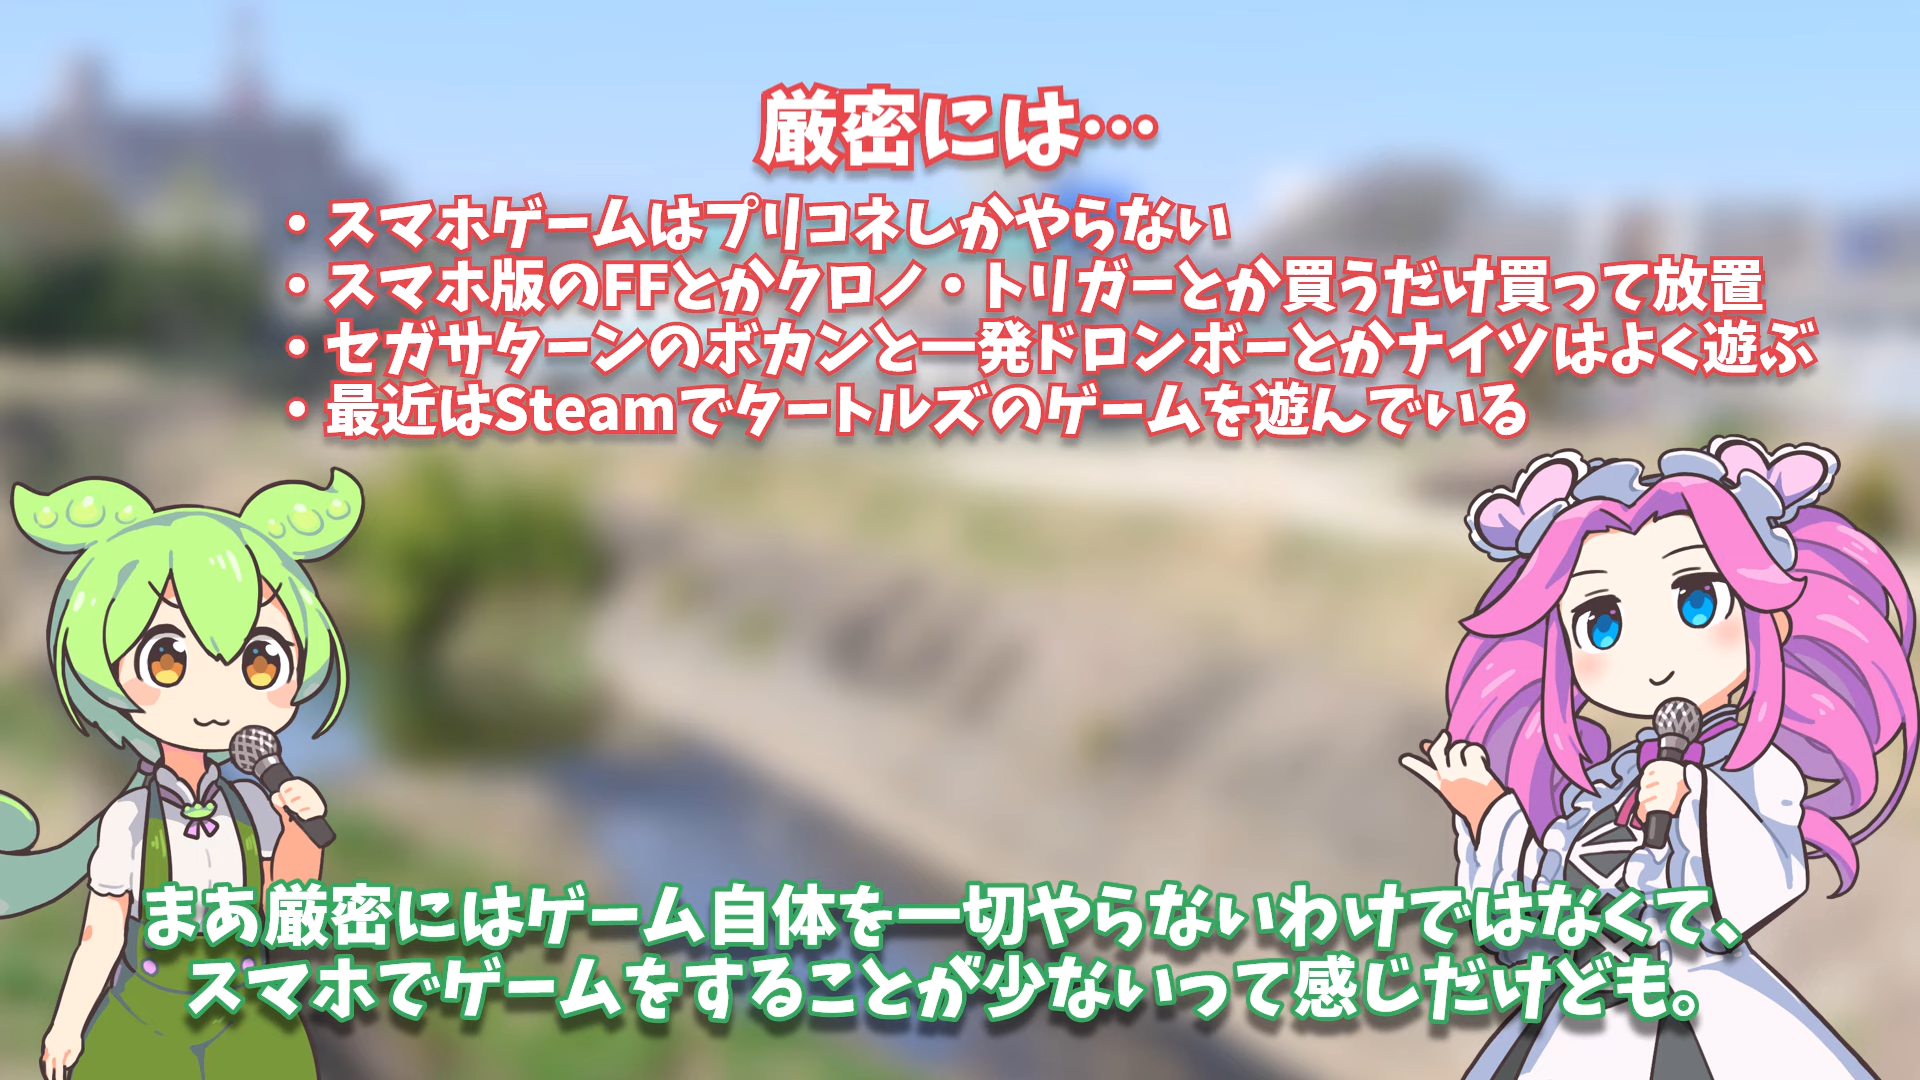 厳密には…
・スマホゲームはプリコネしかやらない
・スマホ版のFFとかクロノ・トリガーとか買うだけ買って放置
・セガサターンのボカンと一発ドロンボーとかナイツはよく遊ぶ
・最近はSteamでタートルズのゲームを遊んでいる
まあ厳密にはゲーム自体を一切やらないわけではなくて、
スマホでゲームをすることが少ないって感じだけども。